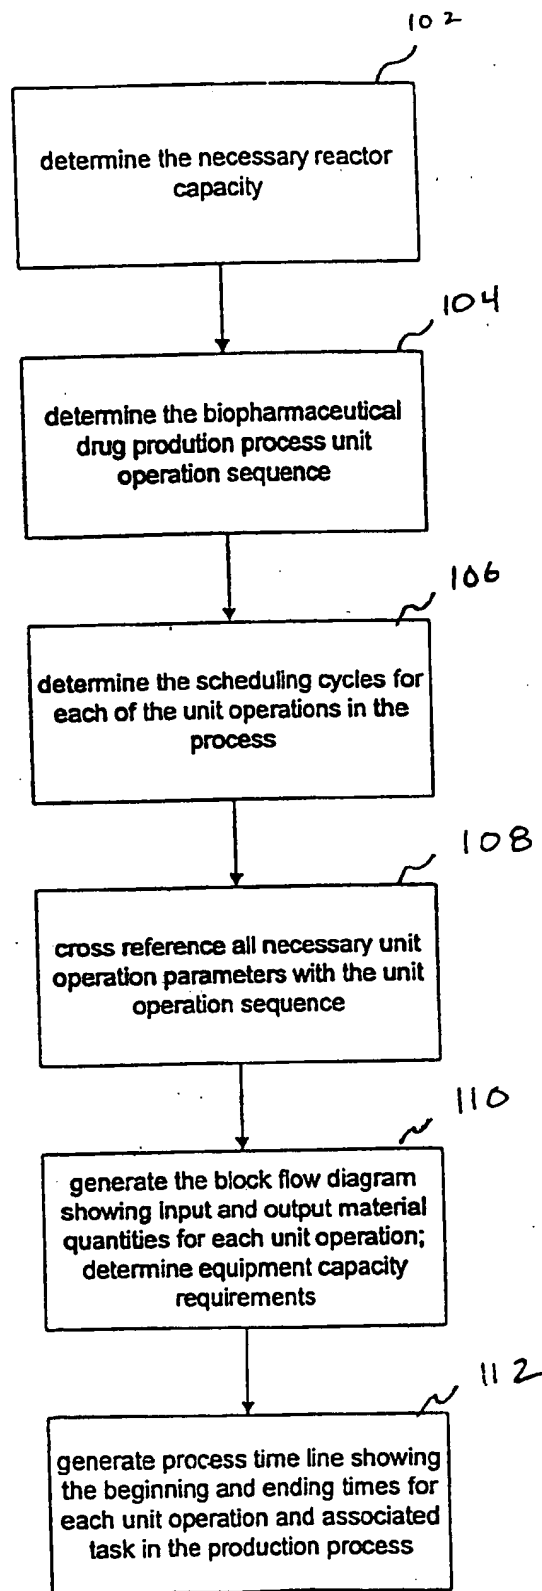 102
determine the necessary reactor
capacity
104
determine the biopharmaceutical
drug prodution process unit
operation sequence
106
determine the scheduling cycles for
each of the unit operations in the
process
108
cross reference all necessary unit
operation parameters with the unit
operation sequence
110
generate the block flow diagram
showing input and output material
quantities for each unit operation;
determine equipment capacity
requirements
112
generate process time line showing
the beginning and ending times for
each unit operation and associated
task in the production process